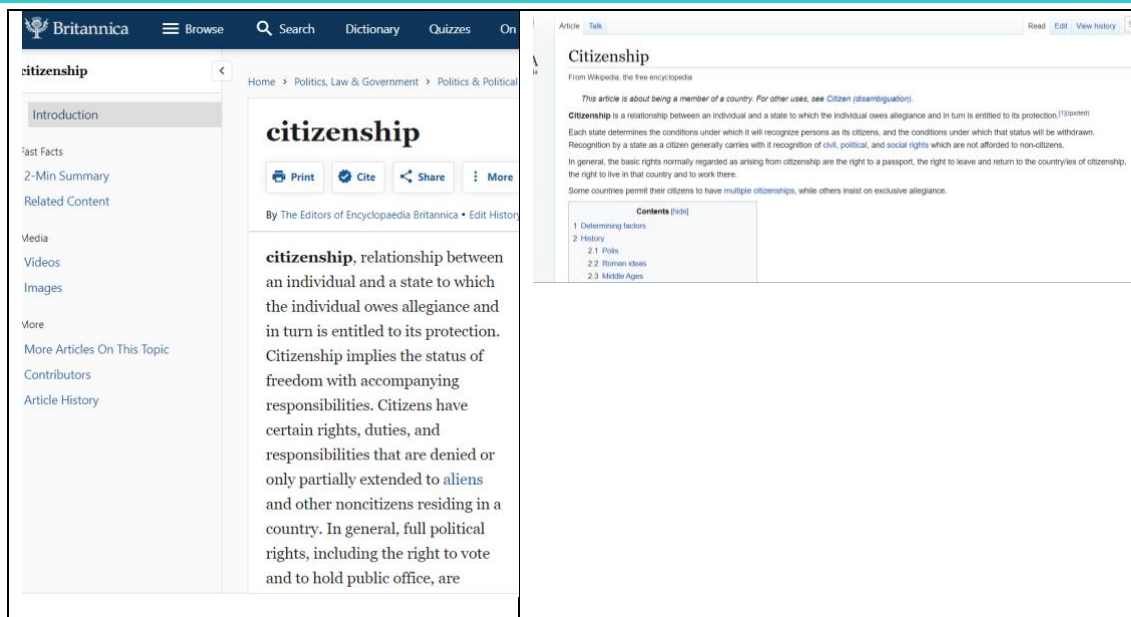 Britannica
Browse
Search
Dictionary
Quizzes
On
citizenship
Introduction
Fast Facts
2-Min Summary
Related Content
Media
Videos
Images
More
More Articles On This Topic
Contributors
Article History
Home > Politics, Law & Government > Politics & Political
citizenship
Print
Cite
Share
More
By The Editors of Encyclopaedia Britannica • Edit History
citizenship, relationship between
an individual and a state to which
the individual owes allegiance and
in turn is entitled to its protection.
Citizenship implies the status of
freedom with accompanying
responsibilities. Citizens have
certain rights, duties, and
responsibilities that are denied or
only partially extended to aliens
and other noncitizens residing in a
country. In general, full political
rights, including the right to vote
and to hold public office, are
Article Talk
Read Edit View history
Citizenship
From Wikipedia, the free encyclopedia
This article is about being a member of a country. For other uses, see Citizen (disambiguation).
Citizenship is a relationship between an individual and a state to which the individual owes allegiance and in turn is entitled to its protection.[1](quoted)
Each state determines the conditions under which it will recognize persons as its citizens, and the conditions under which that status will be withdrawn.
Recognition by a state as a citizen generally carries with it recognition of civil, political, and social rights which are not afforded to non-citizens.
In general, the basic rights normally regarded as arising from citizenship are the right to a passport, the right to leave and return to the country/ies of citizenship,
the right to live in that country and to work there.
Some countries permit their citizens to have multiple citizenships, while others insist on exclusive allegiance.
Contents [hide]
1 Determining factors
2 History
2.1 Polis
2.2 Roman ideas
2.3 Middle Ages